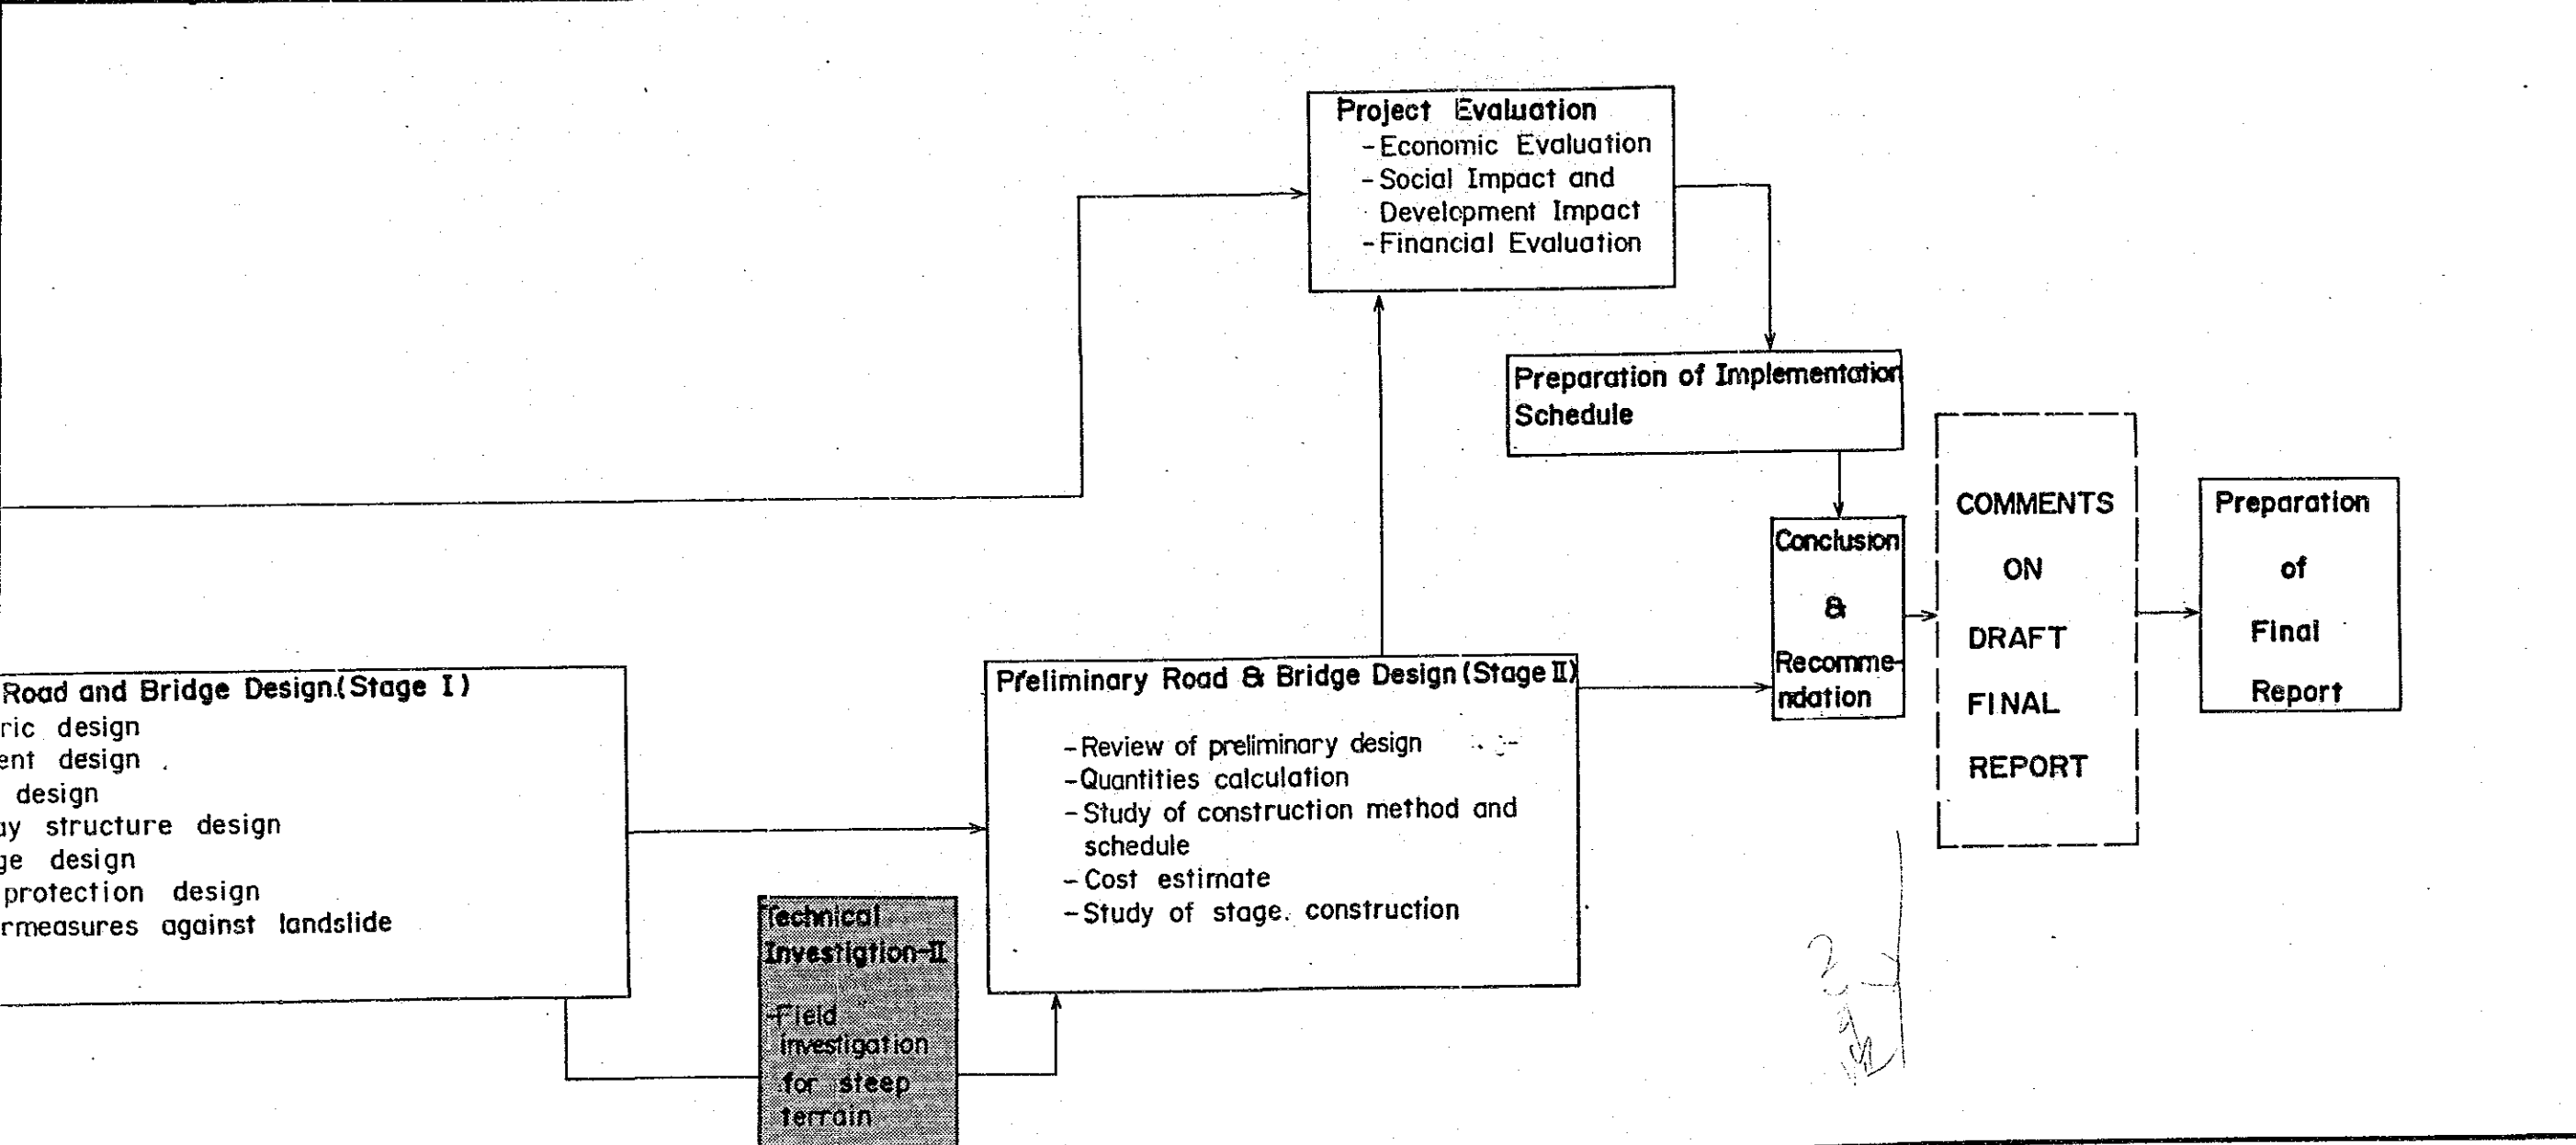 Project Evaluation
-Economic Evaluation
-Social Impact and
Development Impact
-Financial Evaluation
Preparation of Implementation
Schedule
Conclusion
&
Recomme-
ndation
COMMENTS
ON
DRAFT
FINAL
REPORT
Preparation
of
Final
Report
Road and Bridge Design.(Stage I)
ric design
ent design
design
ay structure design
ge design
protection design
rmeasures against landslide
Technical
Investigtion-II
-Field
investigation
for steep
terrain
Preliminary Road & Bridge Design (Stage II)
-Review of preliminary design
-Quantities calculation
-Study of construction method and
schedule
-Cost estimate
-Study of stage. construction